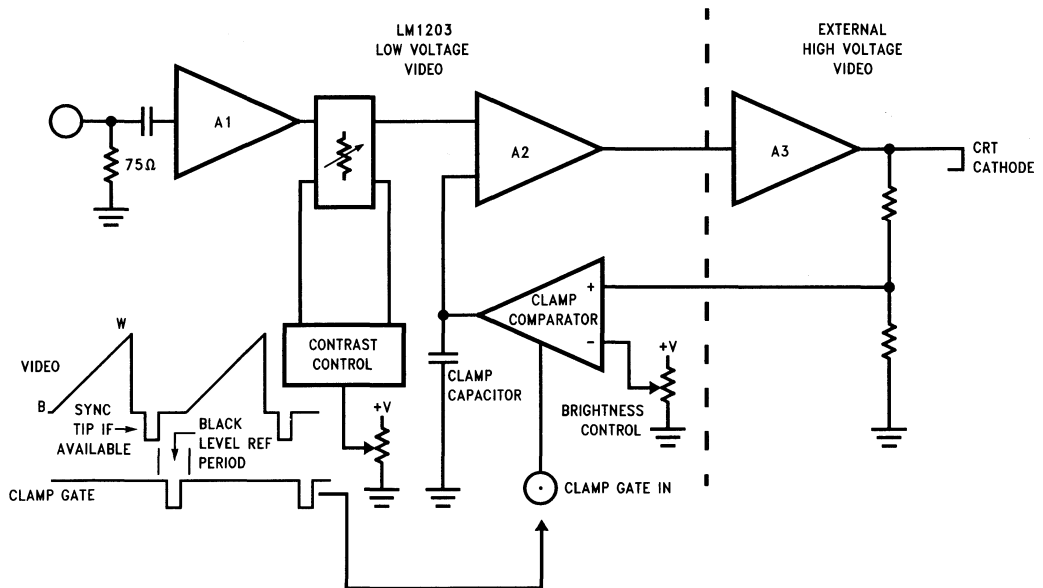 LM1203
LOW VOLTAGE
VIDEO
EXTERNAL
HIGH VOLTAGE
VIDEO
A1
75Ω
A2
A3
CRT
CATHODE
+
CLAMP
COMPARATOR
−
CONTRAST
CONTROL
CLAMP
CAPACITOR
+V
BRIGHTNESS
CONTROL
+V
W
VIDEO
B
SYNC
TIP IF
AVAILABLE
BLACK
LEVEL REF
PERIOD
CLAMP GATE
CLAMP GATE IN